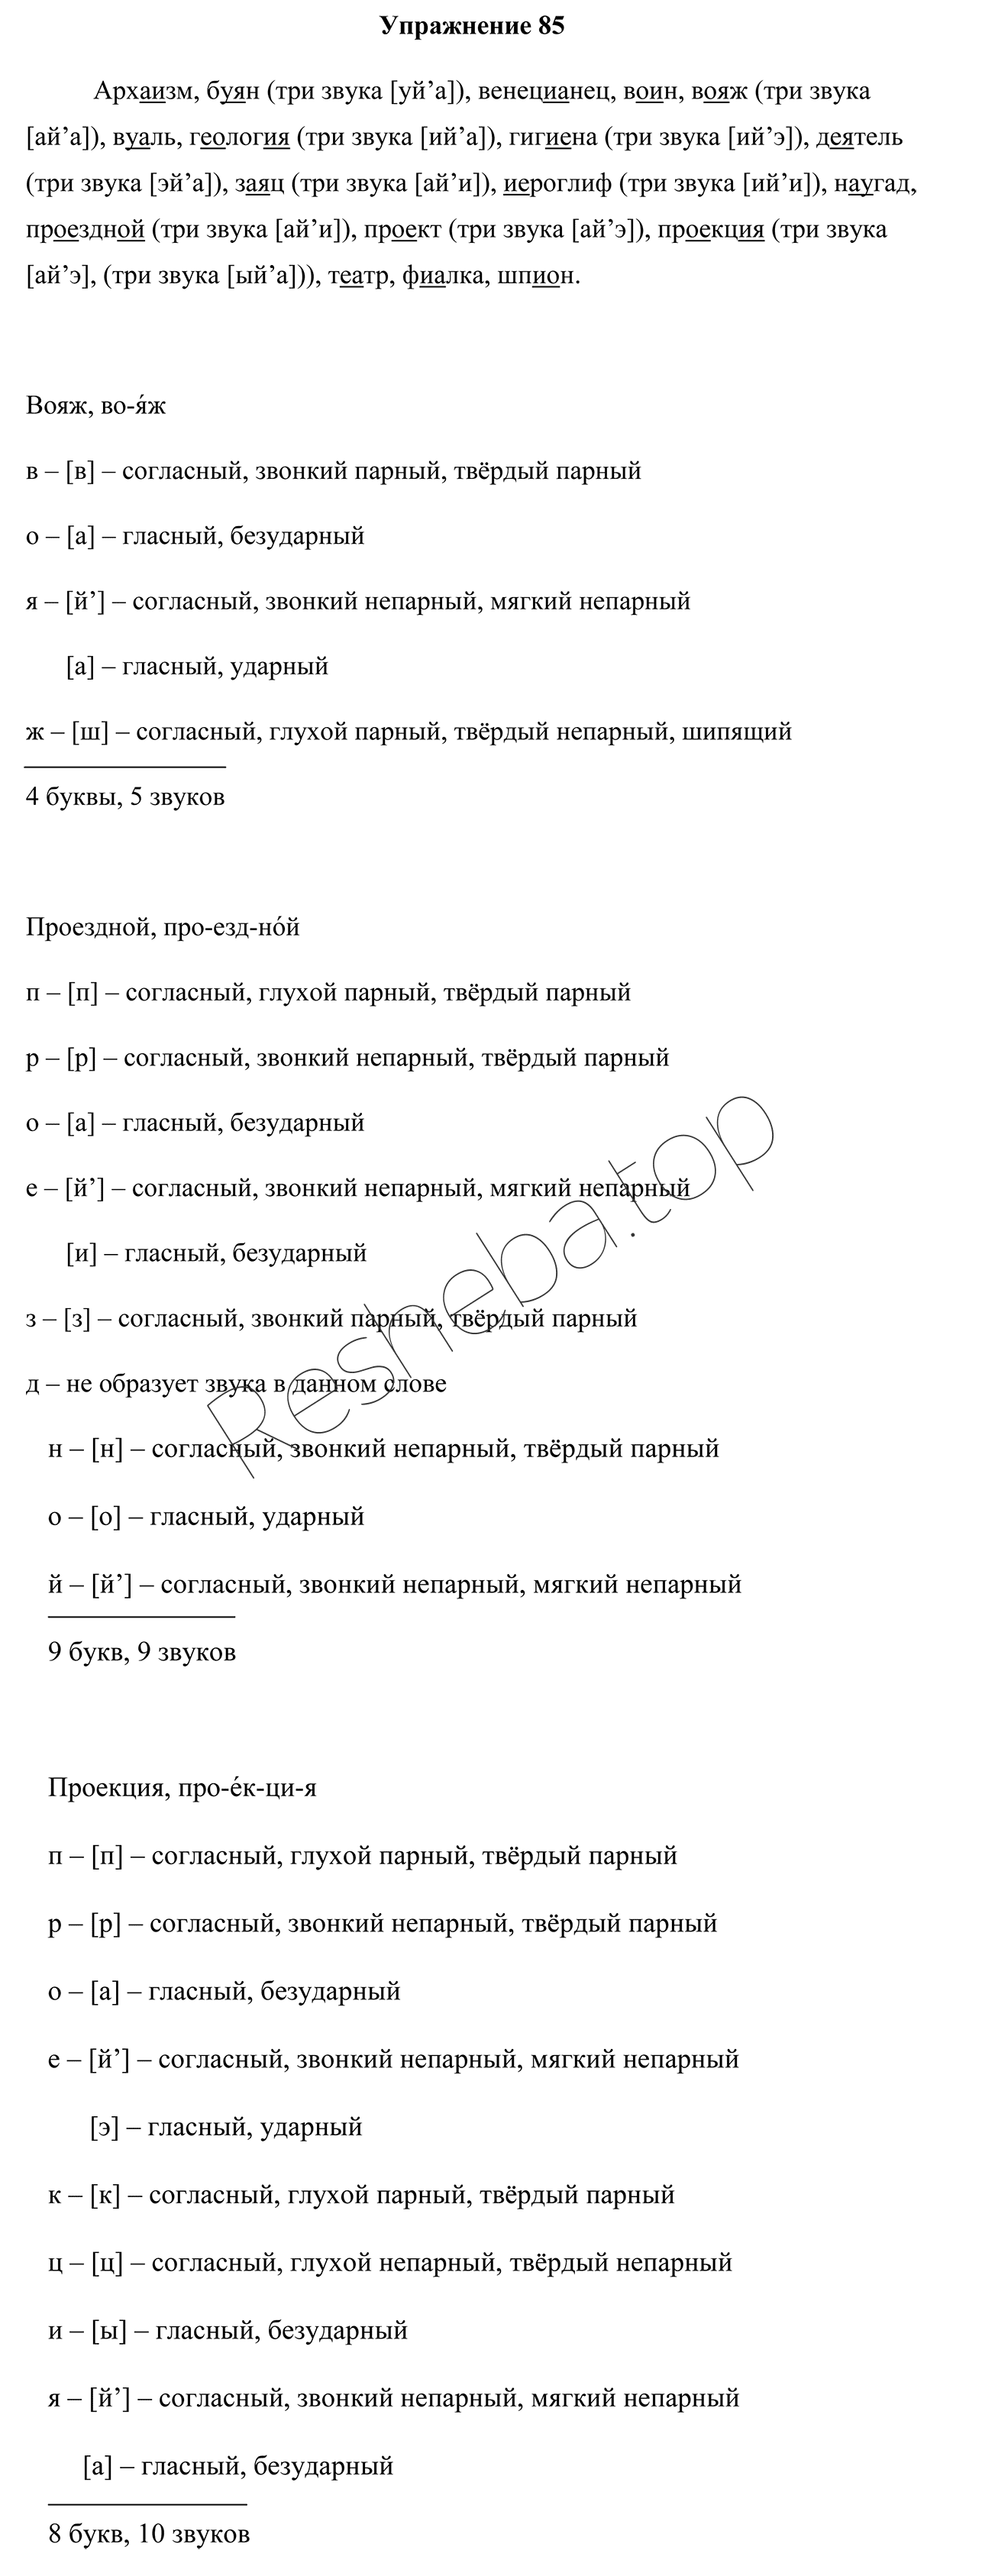 Упражнение 85
Архаизм, буян (три звука [уй’а]), венецианец, воин, вояж (три звука
[ай’а]), вуаль, геология (три звука [ий’а]), гигиена (три звука [ий’э]), деятель
(три звука [эй’а]), заяц (три звука [ай’и]), иероглиф (три звука [ий’и]), наугад,
проездной (три звука [ай’и]), проект (три звука [ай’э]), проекция (три звука
[ай’э], (три звука [ый’а])), театр, фиалка, шпион.
Вояж, во-я́ж
в – [в] – согласный, звонкий парный, твёрдый парный
о – [а] – гласный, безударный
я – [й’] – согласный, звонкий непарный, мягкий непарный
[а] – гласный, ударный
ж – [ш] – согласный, глухой парный, твёрдый непарный, шипящий
4 буквы, 5 звуков
Проездной, про-езд-но́й
п – [п] – согласный, глухой парный, твёрдый парный
р – [р] – согласный, звонкий непарный, твёрдый парный
о – [а] – гласный, безударный
е – [й’] – согласный, звонкий непарный, мягкий непарный
[и] – гласный, безударный
з – [з] – согласный, звонкий парный, твёрдый парный
д – не образует звука в данном слове
н – [н] – согласный, звонкий непарный, твёрдый парный
о – [о] – гласный, ударный
й – [й’] – согласный, звонкий непарный, мягкий непарный
9 букв, 9 звуков
Проекция, про-е́к-ци-я
п – [п] – согласный, глухой парный, твёрдый парный
р – [р] – согласный, звонкий непарный, твёрдый парный
о – [а] – гласный, безударный
е – [й’] – согласный, звонкий непарный, мягкий непарный
[э] – гласный, ударный
к – [к] – согласный, глухой парный, твёрдый парный
ц – [ц] – согласный, глухой непарный, твёрдый непарный
и – [ы] – гласный, безударный
я – [й’] – согласный, звонкий непарный, мягкий непарный
[а] – гласный, безударный
8 букв, 10 звуков
Resheba.top